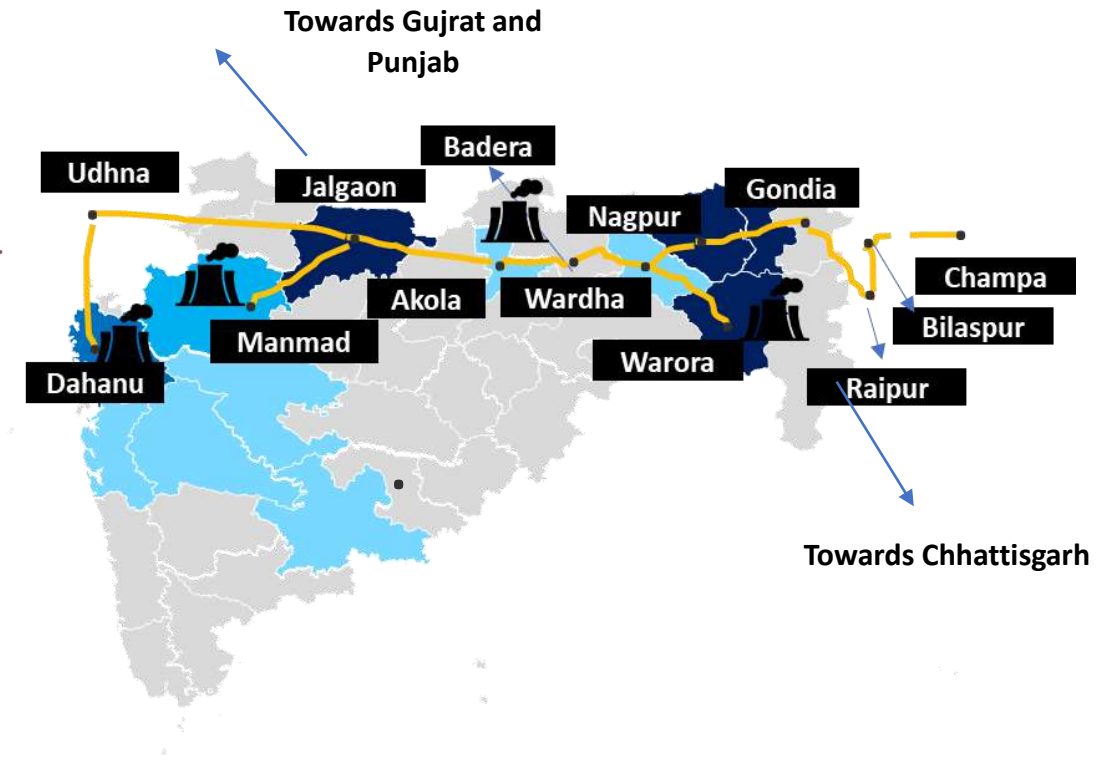 Towards Gujrat and
Punjab
Badera
Udhna
Jalgaon
Gondia
Nagpur
Champa
Akola
Wardha
Bilaspur
Manmad
Warora
Dahanu
Raipur
Towards Chhattisgarh